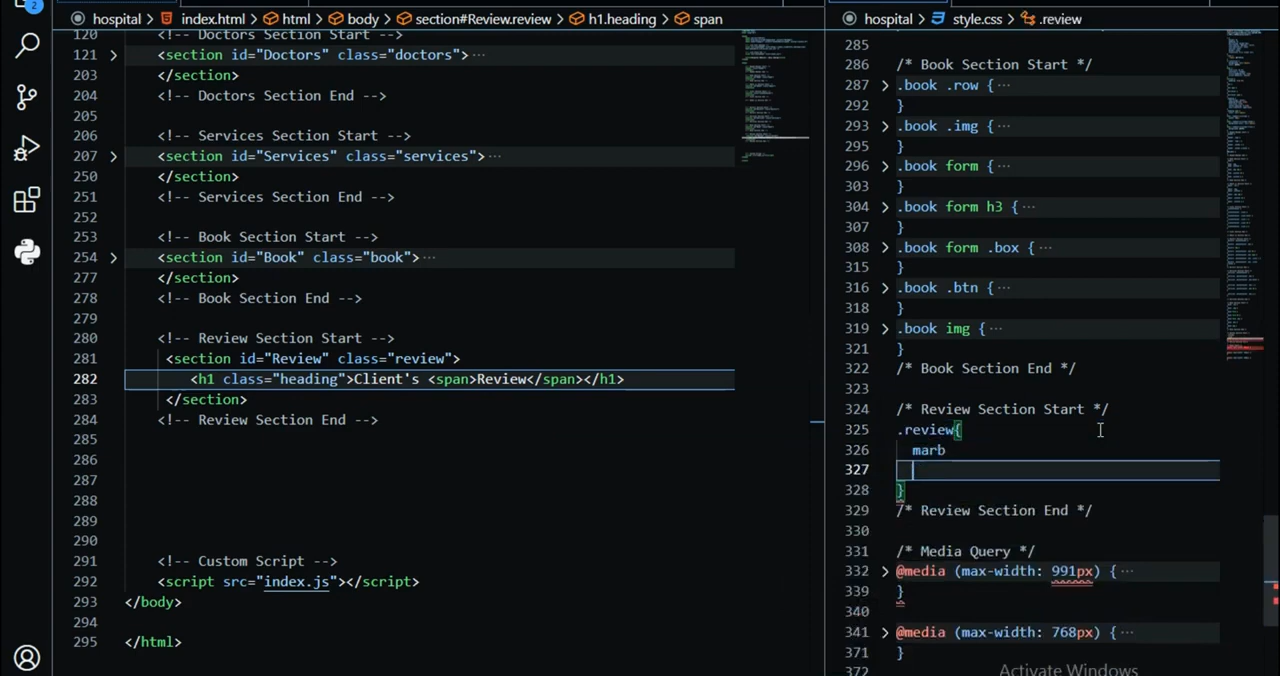 2
hospital > index.html > html > body > section#Review.review > h1.heading > span
120 <!-- Doctors Section Start -->
121 > <section id="Doctors" class="doctors">···
203 </section>
204 <!-- Doctors Section End -->
205
206 <!-- Services Section Start -->
207 > <section id="Services" class="services">···
250 </section>
251 <!-- Services Section End -->
252
253 <!-- Book Section Start -->
254 > <section id="Book" class="book">···
277 </section>
278 <!-- Book Section End -->
279
280 <!-- Review Section Start -->
281 <section id="Review" class="review">
282 <h1 class="heading">Client's <span>Review</span></h1>
283 </section>
284 <!-- Review Section End -->
285
286
287
288
289
290
291 <!-- Custom Script -->
292 <script src="index.js"></script>
293 </body>
294
295 </html>
hospital > style.css > .review
285
286 /* Book Section Start */
287 > .book .row {···
292 }
293 > .book .img {···
295 }
296 > .book form {···
303 }
304 > .book form h3 {···
307 }
308 > .book form .box {···
315 }
316 > .book .btn {···
318 }
319 > .book img {···
321 }
322 /* Book Section End */
323
324 /* Review Section Start */
325 .review{
326 marb
327
328 }
329 /* Review Section End */
330
331 /* Media Query */
332 > @media (max-width: 991px) {···
339 }
340
341 > @media (max-width: 768px) {···
371 }
372
Activate Windows